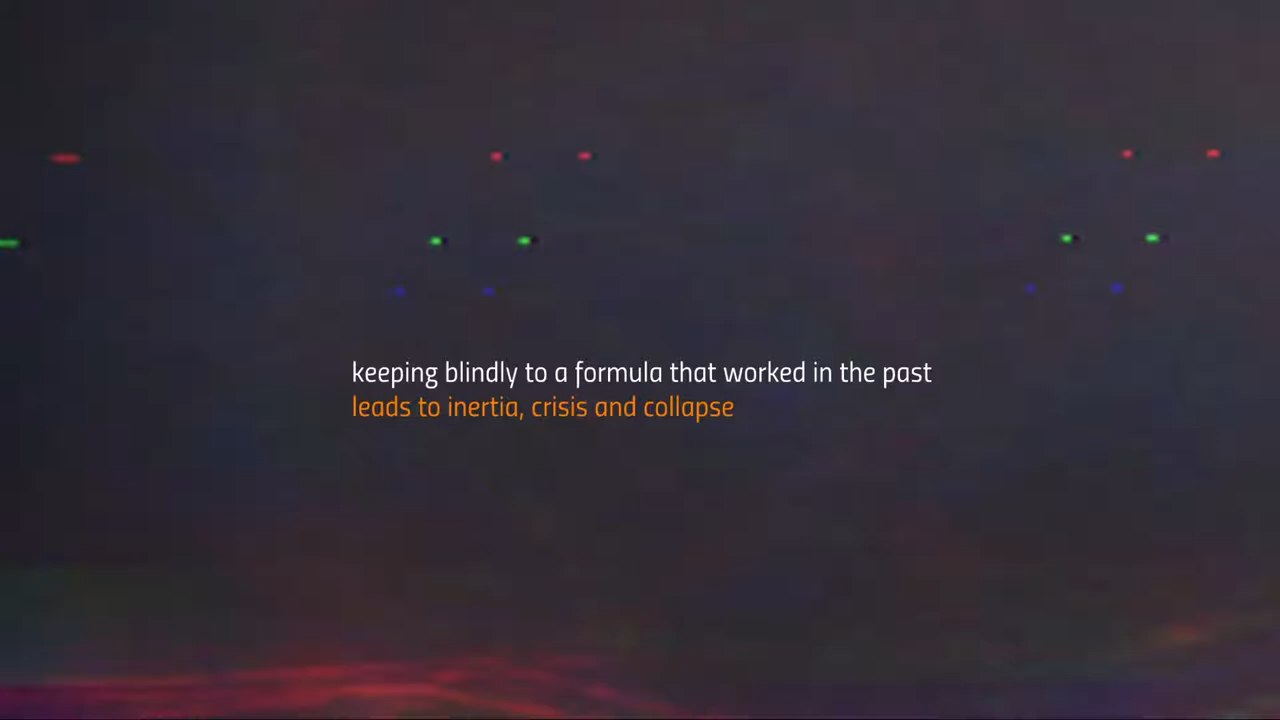 keeping blindly to a formula that worked in the past
leads to inertia, crisis and collapse